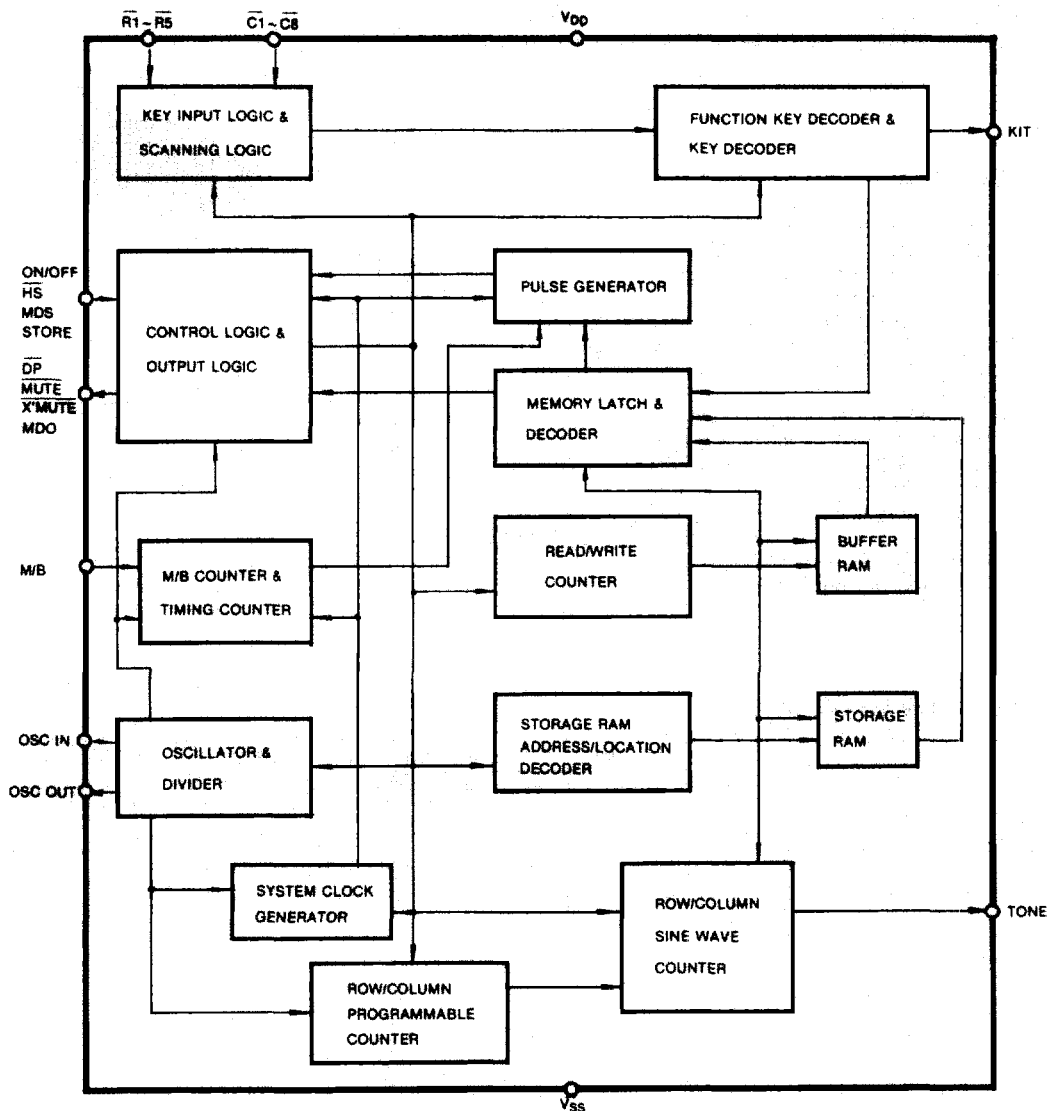 R1~R5
C1~C8
VDD
KEY INPUT LOGIC &
SCANNING LOGIC
FUNCTION KEY DECODER &
KEY DECODER
KIT
ON/OFF
HS
MDS
STORE
DP
MUTE
X'MUTE
MDO
CONTROL LOGIC &
OUTPUT LOGIC
PULSE GENERATOR
MEMORY LATCH &
DECODER
M/B
M/B COUNTER &
TIMING COUNTER
READ/WRITE
COUNTER
BUFFER
RAM
OSC IN
OSC OUT
OSCILLATOR &
DIVIDER
STORAGE RAM
ADDRESS/LOCATION
DECODER
STORAGE
RAM
SYSTEM CLOCK
GENERATOR
ROW/COLUMN
SINE WAVE
COUNTER
TONE
ROW/COLUMN
PROGRAMMABLE
COUNTER
VSS